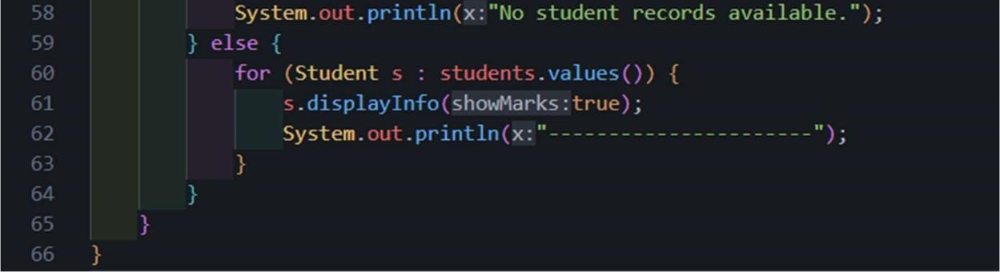 58 System.out.println(x:"No student records available.");
59 } else {
60 for (Student s : students.values()) {
61 s.displayInfo(showMarks:true);
62 System.out.println(x:"----------------------");
63 }
64 }
65 }
66 }